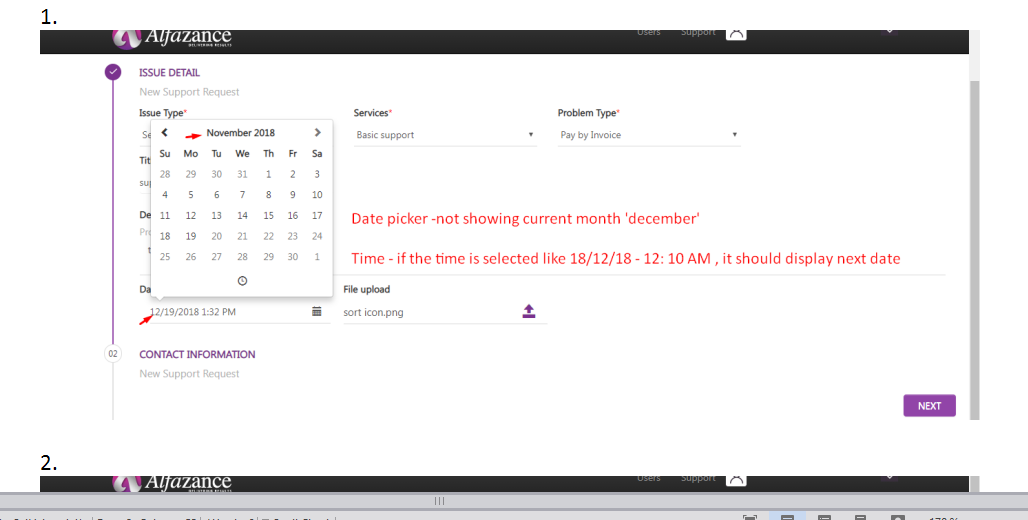 1.
Alfazance
DELIVERING RESULTS
Users Support
ISSUE DETAIL
New Support Request
Issue Type* Services* Problem Type*
Se Basic support Pay by Invoice
November 2018
Su Mo Tu We Th Fr Sa
Tit
28 29 30 31 1 2 3
su
4 5 6 7 8 9 10
De 11 12 13 14 15 16 17
Date picker -not showing current month 'december'
Pr
18 19 20 21 22 23 24
t 25 26 27 28 29 30 1
Time - if the time is selected like 18/12/18 - 12: 10 AM , it should display next date
Da File upload
12/19/2018 1:32 PM sort icon.png
02 CONTACT INFORMATION
New Support Request
NEXT
2.
Alfazance
DELIVERING RESULTS
Users Support